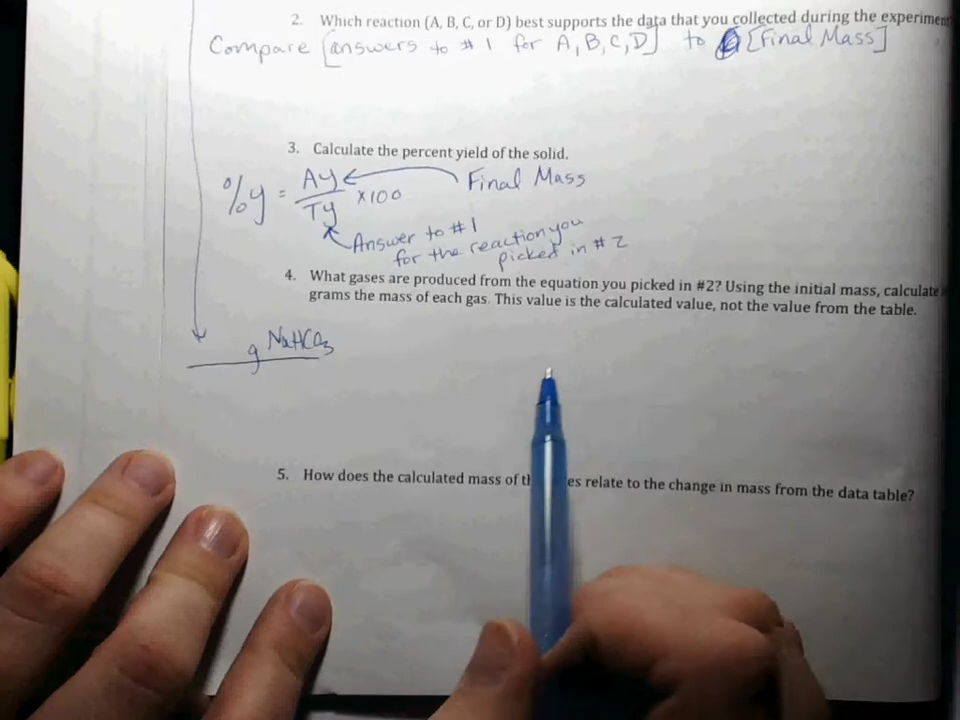 2. Which reaction (A, B, C, or D) best supports the data that you collected during the
Compare [answers to #1 for A, B, C, D] to [Final Mass]
3. Calculate the percent yield of the solid.
%y = Ay / Ty x100
Final Mass
Answer to #1
for the reaction you
picked in #2
4. What gases are produced from the equation you picked in #2? Using the initial mass, calculate
grams the mass of each gas. This value is the calculated value, not the value from the table.
g NaHCO3
5. How does the calculated mass of es relate to the change in mass from the data table?